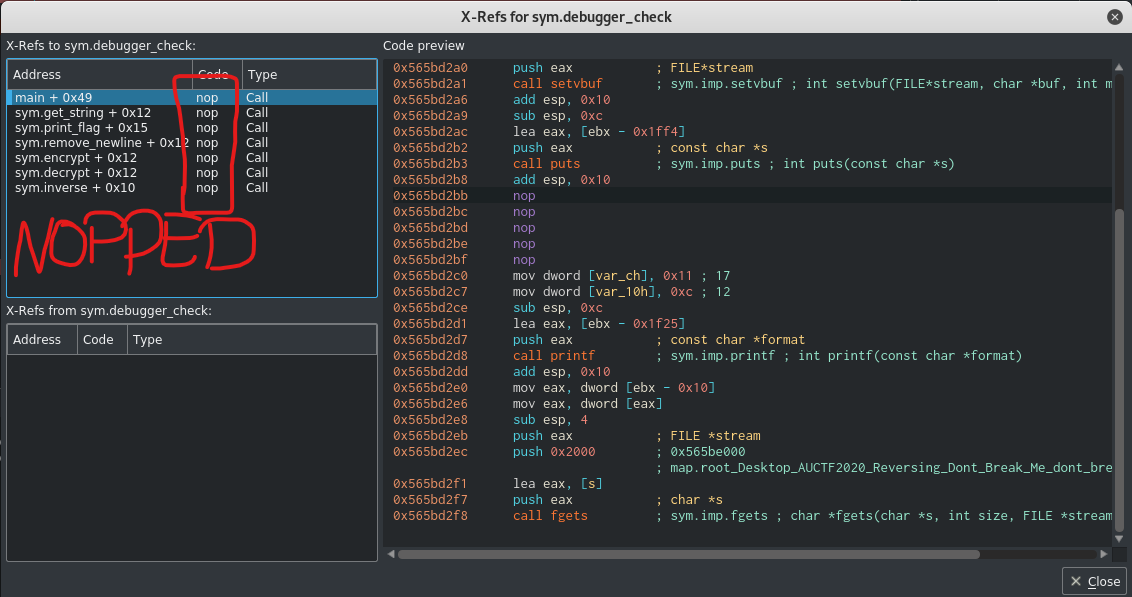 X-Refs for sym.debugger_check
X-Refs to sym.debugger_check:
Address Code Type
main + 0x49 nop Call
sym.get_string + 0x12 nop Call
sym.print_flag + 0x15 nop Call
sym.remove_newline + 0x12 nop Call
sym.encrypt + 0x12 nop Call
sym.decrypt + 0x12 nop Call
sym.inverse + 0x10 nop Call
NOPPED
X-Refs from sym.debugger_check:
Address Code Type
Code preview
0x565bd2a0 push eax ; FILE*stream
0x565bd2a1 call setvbuf ; sym.imp.setvbuf ; int setvbuf(FILE*stream, char *buf, int m
0x565bd2a6 add esp, 0x10
0x565bd2a9 sub esp, 0xc
0x565bd2ac lea eax, [ebx - 0x1ff4]
0x565bd2b2 push eax ; const char *s
0x565bd2b3 call puts ; sym.imp.puts ; int puts(const char *s)
0x565bd2b8 add esp, 0x10
0x565bd2bb nop
0x565bd2bc nop
0x565bd2bd nop
0x565bd2be nop
0x565bd2bf nop
0x565bd2c0 mov dword [var_ch], 0x11 ; 17
0x565bd2c7 mov dword [var_10h], 0xc ; 12
0x565bd2ce sub esp, 0xc
0x565bd2d1 lea eax, [ebx - 0x1f25]
0x565bd2d7 push eax ; const char *format
0x565bd2d8 call printf ; sym.imp.printf ; int printf(const char *format)
0x565bd2dd add esp, 0x10
0x565bd2e0 mov eax, dword [ebx - 0x10]
0x565bd2e6 mov eax, dword [eax]
0x565bd2e8 sub esp, 4
0x565bd2eb push eax ; FILE *stream
0x565bd2ec push 0x2000 ; 0x565be000
; map.root_Desktop_AUCTF2020_Reversing_Dont_Break_Me_dont_bre
0x565bd2f1 lea eax, [s]
0x565bd2f7 push eax ; char *s
0x565bd2f8 call fgets ; sym.imp.fgets ; char *fgets(char *s, int size, FILE *stream
Close